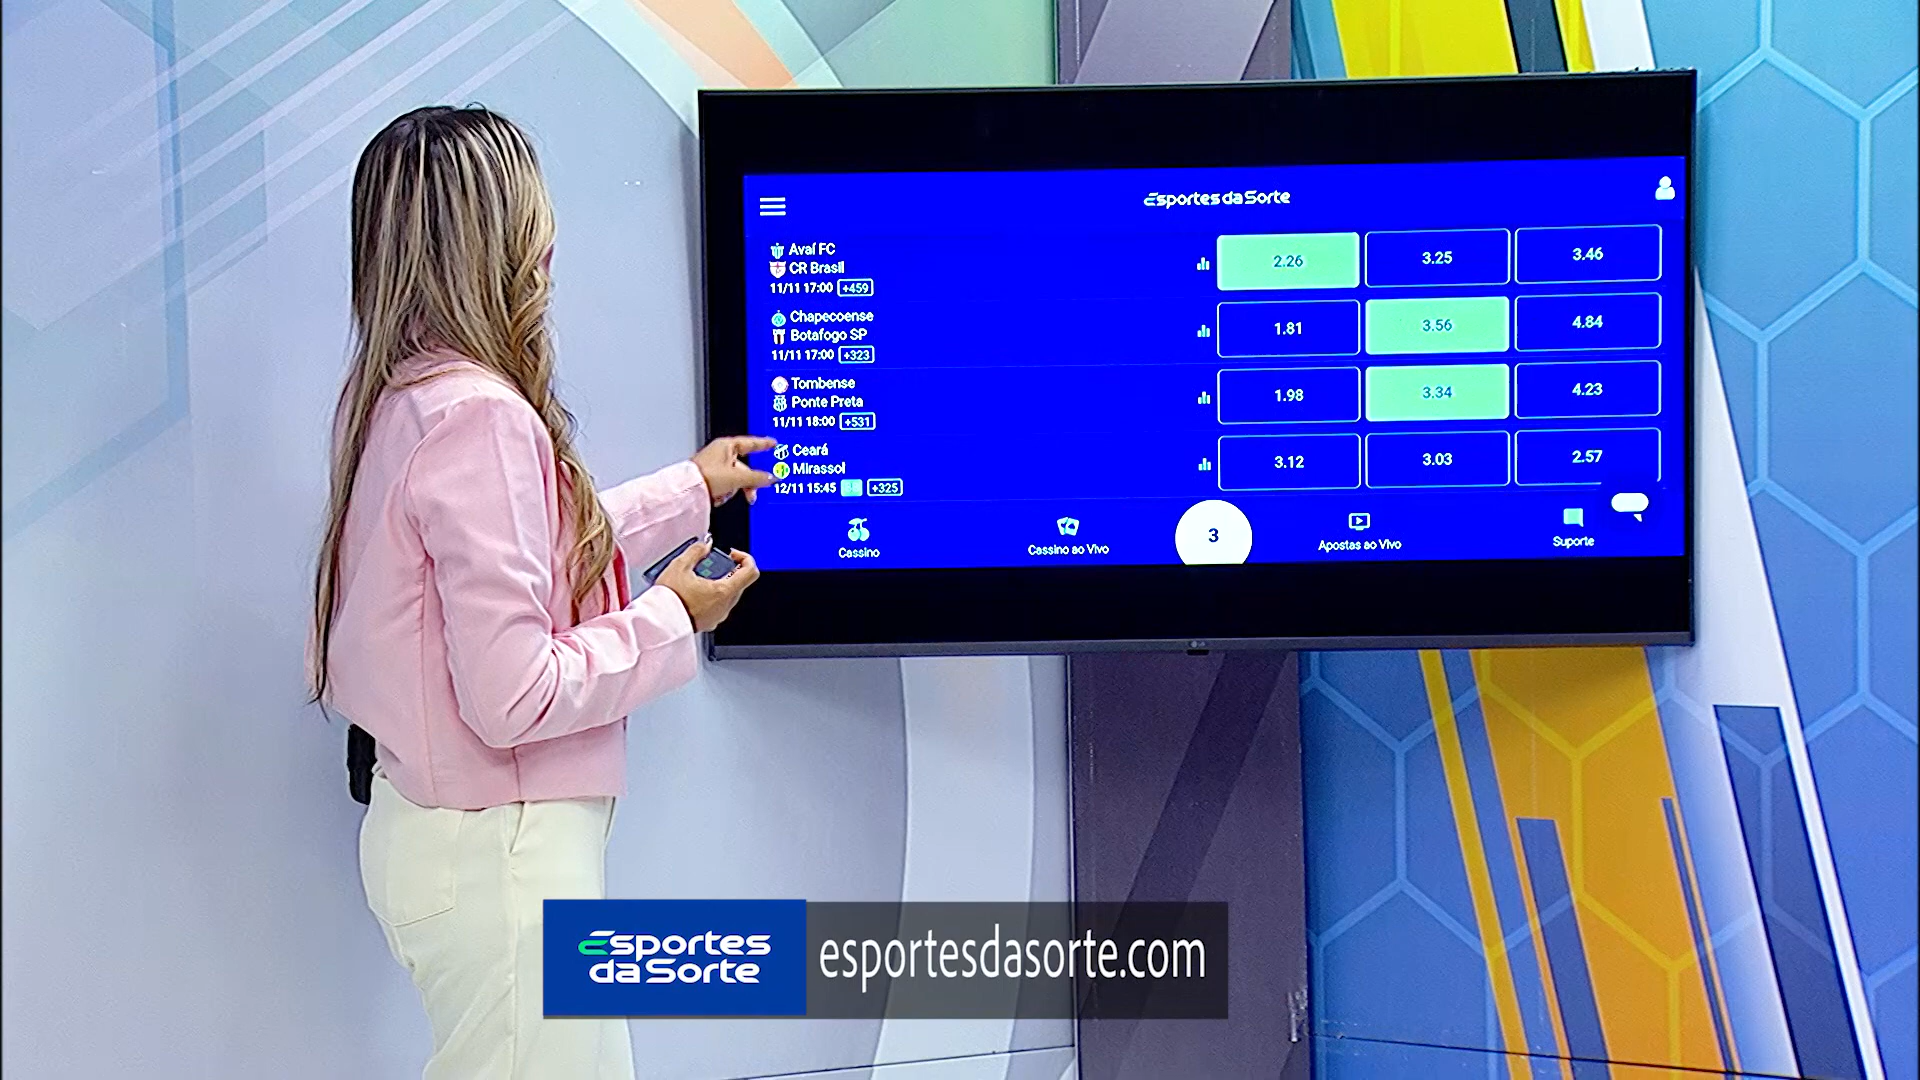 Esportes da Sorte
Avaí FC
CR Brasil
11/11 17:00 +459
2.26 3.25 3.46
Chapecoense
Botafogo SP
11/11 17:00 +323
1.81 3.56 4.84
Tombense
Ponte Preta
11/11 18:00 +531
1.98 3.34 4.23
Ceará
Mirassol
12/11 15:45 +325
3.12 3.03 2.57
Cassino
Cassino ao Vivo
3
Apostas ao Vivo
Suporte
LG
Esportes
da Sorte
esportesdasorte.com